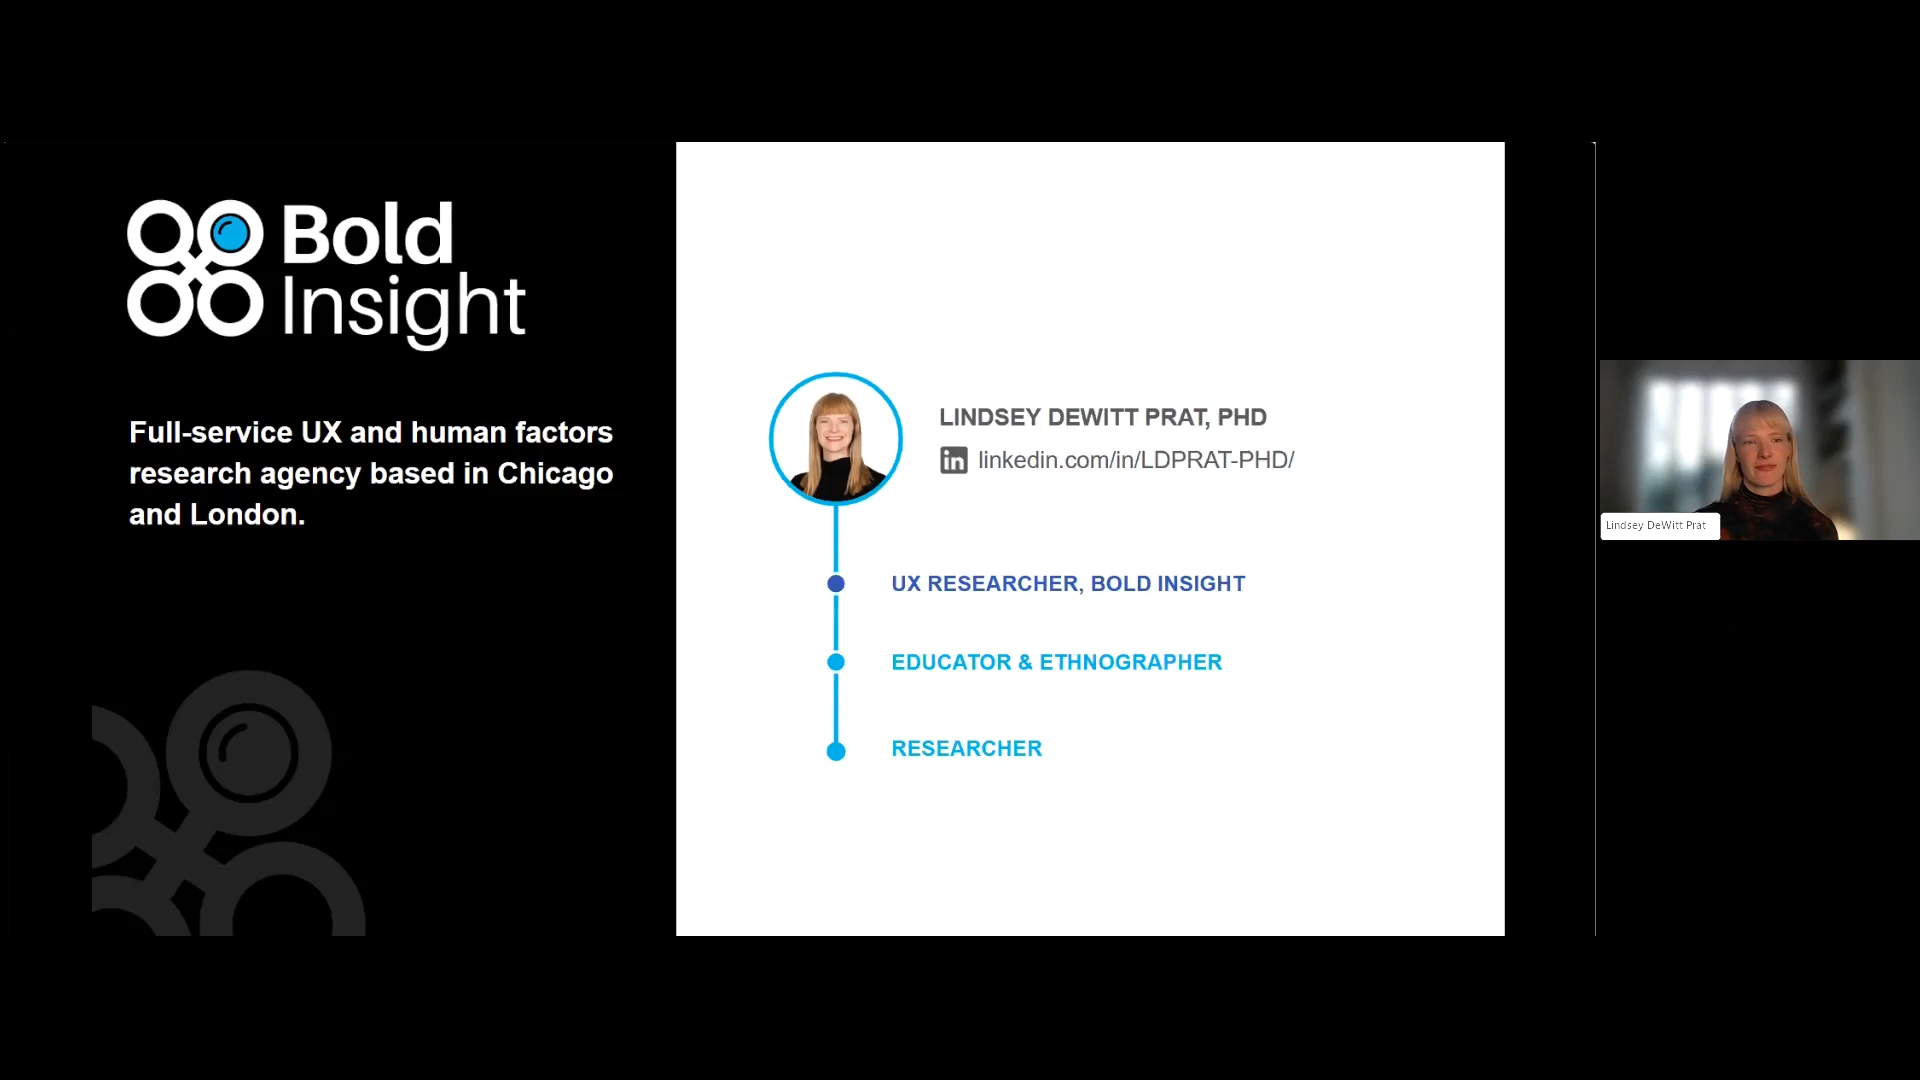 Bold
Insight
Full-service UX and human factors
research agency based in Chicago
and London.
LINDSEY DEWITT PRAT, PHD
in linkedin.com/in/LDPRAT-PHD/
UX RESEARCHER, BOLD INSIGHT
EDUCATOR & ETHNOGRAPHER
RESEARCHER
Lindsey DeWitt Prat